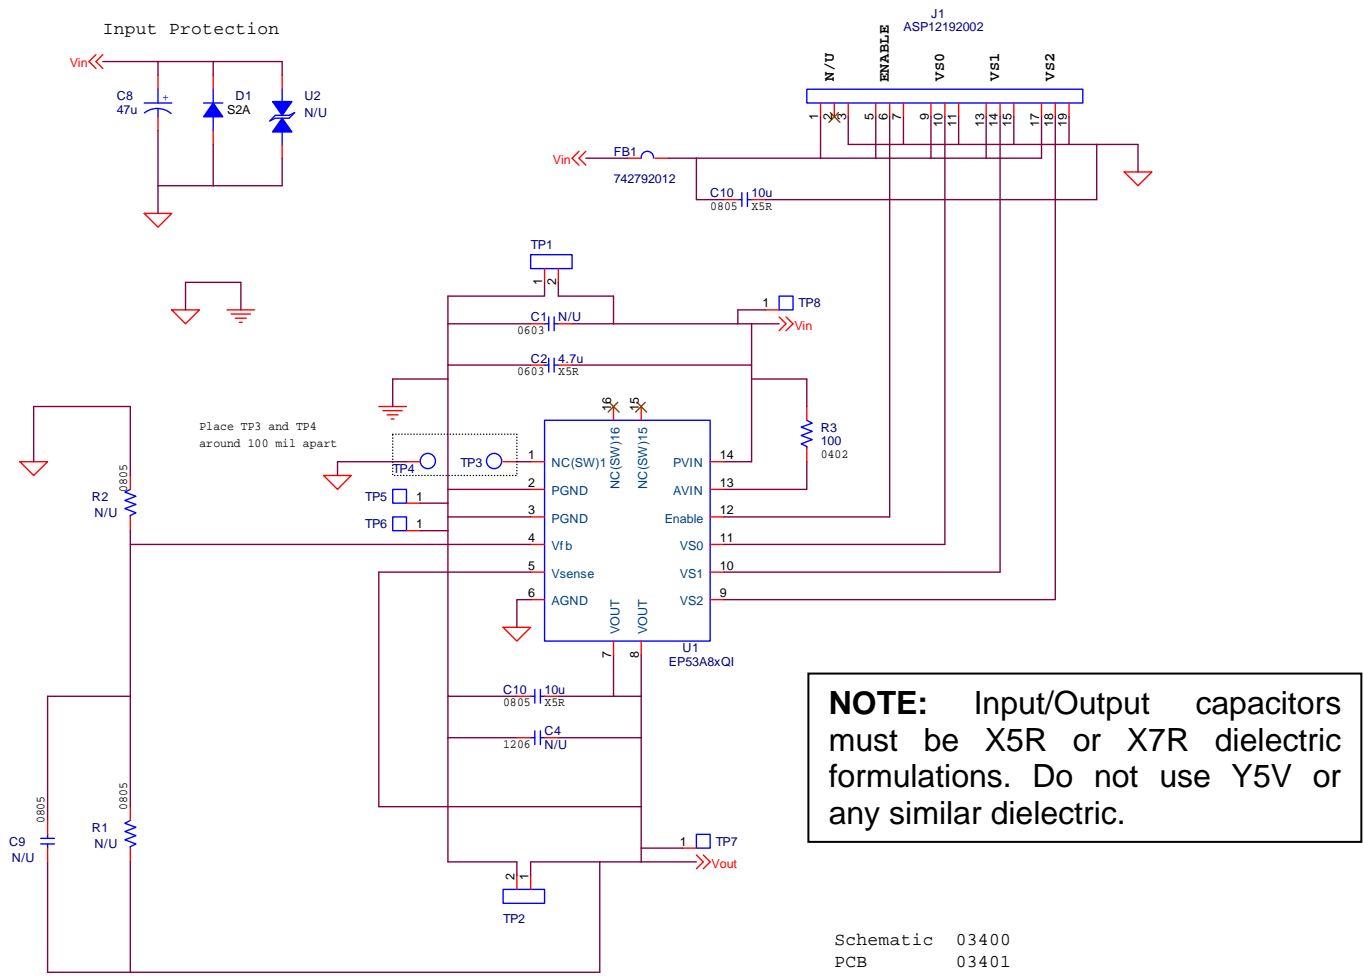 Input Protection
Vin
C8
47u
+
D1
S2A
U2
N/U
J1
ASP12192002
N/U
ENABLE
VS0
VS1
VS2
1
2
3
5
6
7
9
10
11
13
14
15
17
18
19
Vin
FB1
742792012
C10
10u
0805
X5R
TP1
1
2
C1
N/U
0603
1
TP8
Vin
C2
4.7u
0603
X5R
Place TP3 and TP4
around 100 mil apart
TP4
TP3
TP5
1
TP6
1
16
15
NC(SW)16
NC(SW)15
1
NC(SW)1
2
PGND
3
PGND
4
Vfb
5
Vsense
6
AGND
PVIN
14
AVIN
13
Enable
12
VS0
11
VS1
10
VS2
9
VOUT
VOUT
7
8
U1
EP53A8xQI
R3
100
0402
0805
R2
N/U
C10
10u
0805
X5R
C4
1206
N/U
0805
C9
N/U
0805
R1
N/U
1
TP7
Vout
2
1
TP2
NOTE: Input/Output capacitors
must be X5R or X7R dielectric
formulations. Do not use Y5V or
any similar dielectric.
Schematic 03400
PCB 03401